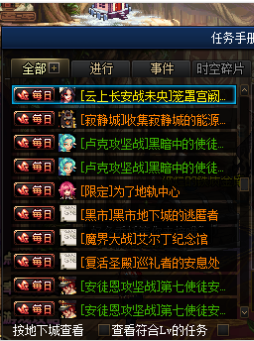 任务手册
全部 进行 事件 时空碎片
每日 [云上长安战未央]笼罩宫阙...
每日 [寂静城]收集寂静城的能源...
每日 [卢克攻坚战]黑暗中的使徒...
每日 [卢克攻坚战]黑暗中的使徒...
每日 [限定]为了地轨中心
每日 [黑市]黑市地下城的逃匿者
每日 [魔界大战]艾尔丁纪念馆
每日 [复活圣殿]巡礼者的安息处
每日 [安徒恩攻坚战]第七使徒安...
每日 [安徒恩攻坚战]第七使徒安...
按地下城查看 查看符合Lv的任务